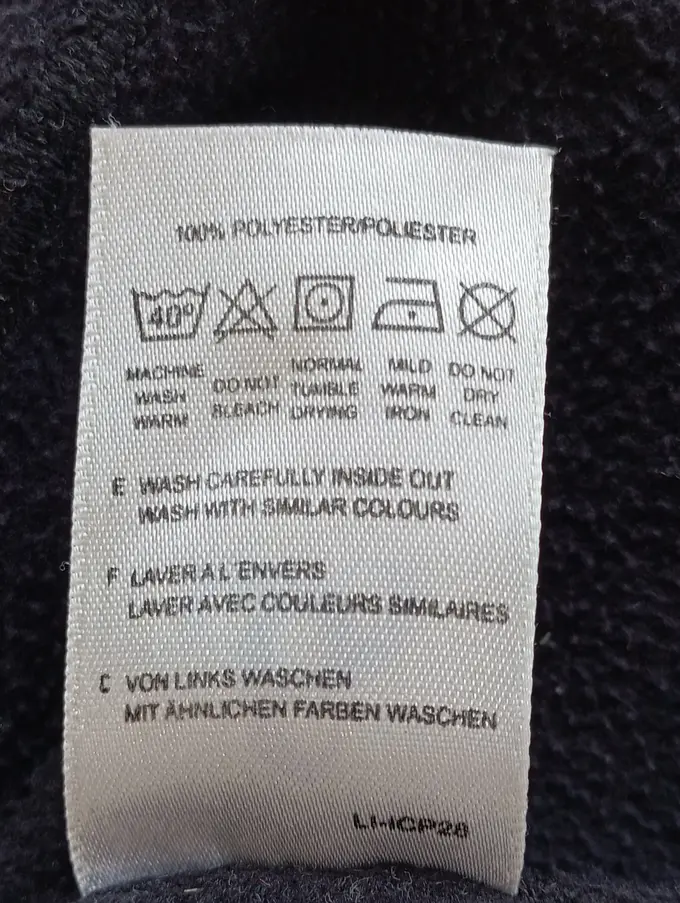 100% POLYESTER/POLIESTER
40°
MACHINE WASH WARM
DO NOT BLEACH
NORMAL TUMBLE DRYING
MILD WARM IRON
DO NOT DRY CLEAN
E WASH CAREFULLY INSIDE OUT
WASH WITH SIMILAR COLOURS
F LAVER A L'ENVERS
LAVER AVEC COULEURS SIMILAIRES
VON LINKS WASCHEN
MIT ÄHNLICHEN FARBEN WASCHEN
LI-ICP28